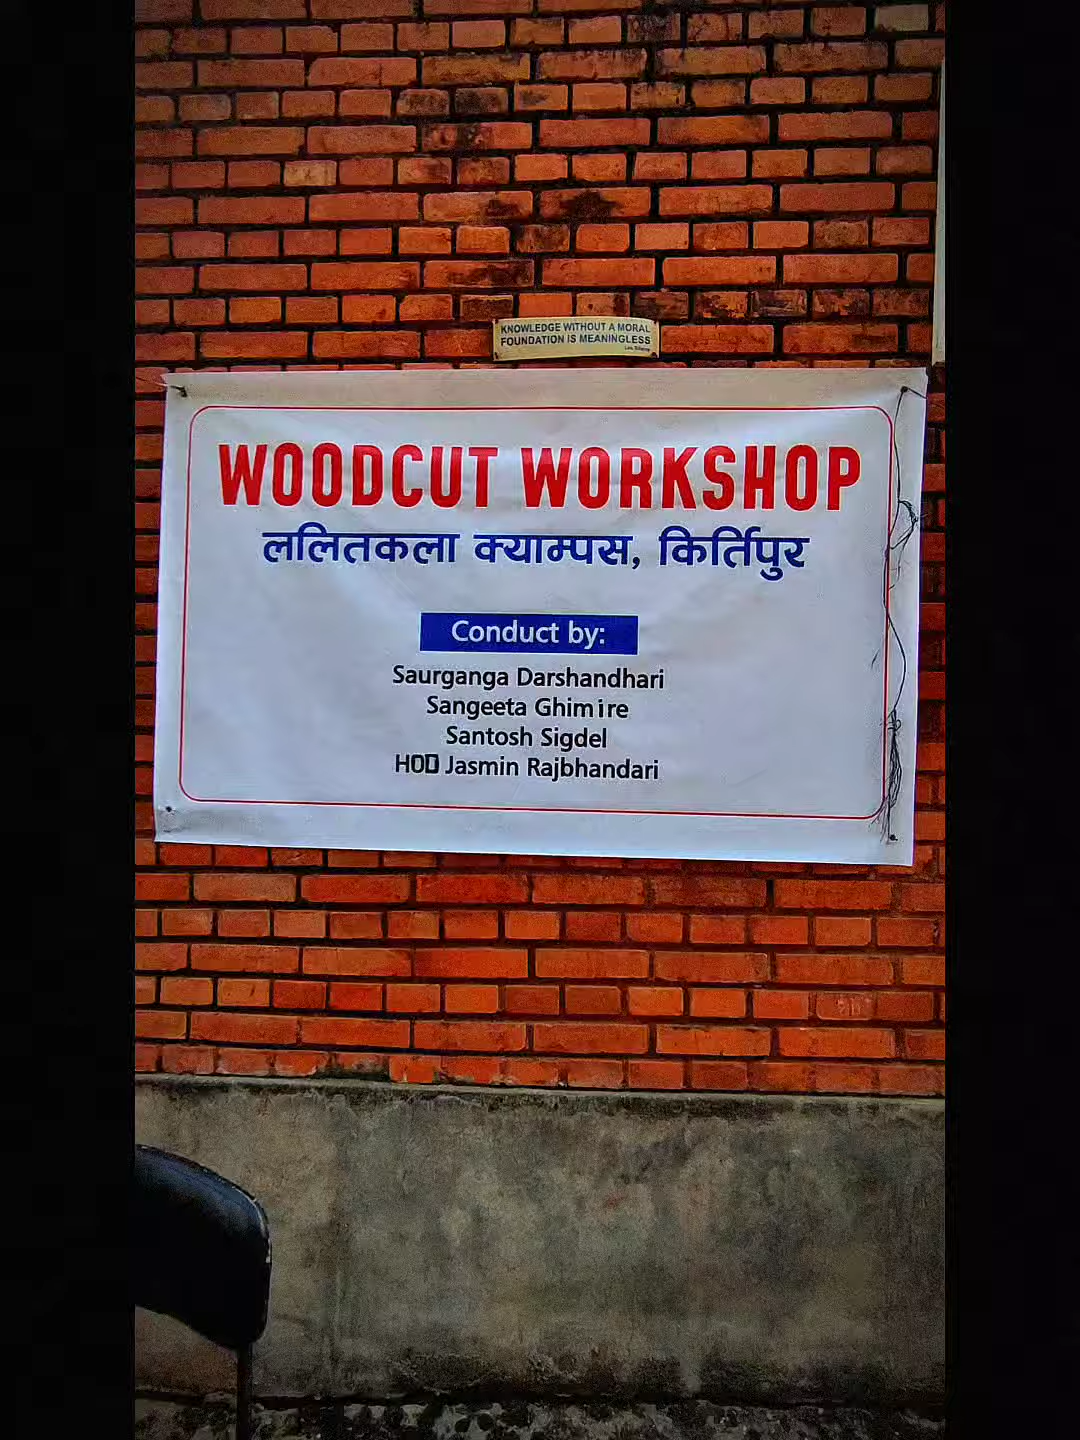 KNOWLEDGE WITHOUT A MORAL
FOUNDATION IS MEANINGLESS
WOODCUT WORKSHOP
ललितकला क्याम्पस, किर्तिपुर
Conduct by:
Saurganga Darshandhari
Sangeeta Ghimire
Santosh Sigdel
HOD Jasmin Rajbhandari